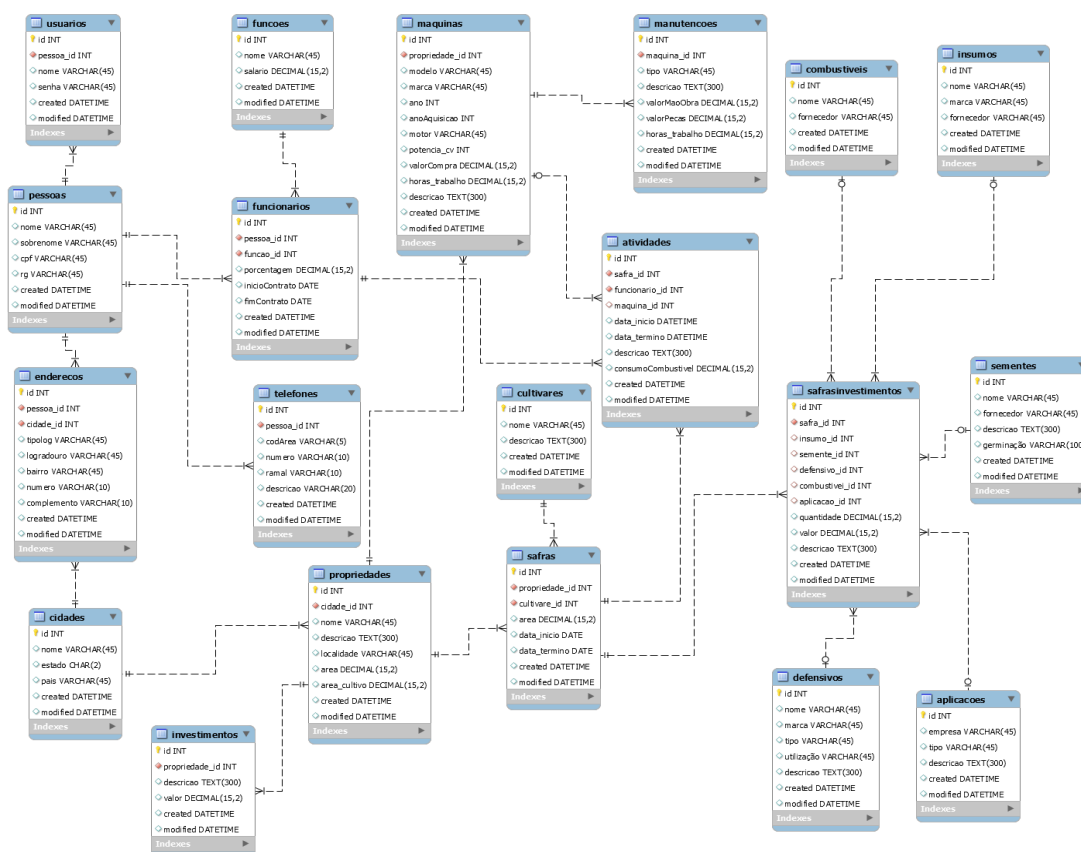 usuarios
id INT
pessoa_id INT
nome VARCHAR(45)
senha VARCHAR(45)
created DATETIME
modified DATETIME
Indexes
funcoes
id INT
nome VARCHAR(45)
salario DECIMAL(15,2)
created DATETIME
modified DATETIME
Indexes
maquinas
id INT
propriedade_id INT
modelo VARCHAR(45)
marca VARCHAR(45)
ano INT
anoAquisicao INT
motor VARCHAR(45)
potencia_cv INT
valorCompra DECIMAL(15,2)
horas_trabalho DECIMAL(15,2)
descricao TEXT(300)
created DATETIME
modified DATETIME
Indexes
manutencoes
id INT
maquina_id INT
tipo VARCHAR(45)
descricao TEXT(300)
valorMaoObra DECIMAL(15,2)
valorPecas DECIMAL(15,2)
horas_trabalho DECIMAL(15,2)
created DATETIME
modified DATETIME
Indexes
combustiveis
id INT
nome VARCHAR(45)
fornecedor VARCHAR(45)
created DATETIME
modified DATETIME
Indexes
insumos
id INT
nome VARCHAR(45)
marca VARCHAR(45)
fornecedor VARCHAR(45)
created DATETIME
modified DATETIME
Indexes
pessoas
id INT
nome VARCHAR(45)
sobrenome VARCHAR(45)
cpf VARCHAR(45)
rg VARCHAR(45)
created DATETIME
modified DATETIME
Indexes
funcionarios
id INT
pessoa_id INT
funcao_id INT
porcentagem DECIMAL(15,2)
inicioContrato DATE
fimContrato DATE
created DATETIME
modified DATETIME
Indexes
atividades
id INT
safra_id INT
funcionario_id INT
maquina_id INT
data_inicio DATETIME
data_termino DATETIME
descricao TEXT(300)
consumoCombustivel DECIMAL(15,2)
created DATETIME
modified DATETIME
Indexes
enderecos
id INT
pessoa_id INT
cidade_id INT
tipolog VARCHAR(45)
logradouro VARCHAR(45)
bairro VARCHAR(45)
numero VARCHAR(10)
complemento VARCHAR(10)
created DATETIME
modified DATETIME
Indexes
telefones
id INT
pessoa_id INT
codArea VARCHAR(5)
numero VARCHAR(10)
ramal VARCHAR(10)
descricao VARCHAR(20)
created DATETIME
modified DATETIME
Indexes
cultivares
id INT
nome VARCHAR(45)
descricao TEXT(300)
created DATETIME
modified DATETIME
Indexes
safrasinvestimentos
id INT
safra_id INT
insumo_id INT
semente_id INT
defensivo_id INT
combustivei_id INT
aplicacao_id INT
quantidade DECIMAL(15,2)
valor DECIMAL(15,2)
descricao TEXT(300)
created DATETIME
modified DATETIME
Indexes
sementes
id INT
nome VARCHAR(45)
fornecedor VARCHAR(45)
descricao TEXT(300)
germinação VARCHAR(100
created DATETIME
modified DATETIME
Indexes
cidades
id INT
nome VARCHAR(45)
estado CHAR(2)
pais VARCHAR(45)
created DATETIME
modified DATETIME
Indexes
propriedades
id INT
cidade_id INT
nome VARCHAR(45)
descricao TEXT(300)
localidade VARCHAR(45)
area DECIMAL(15,2)
area_cultivo DECIMAL(15,2)
created DATETIME
modified DATETIME
Indexes
safras
id INT
propriedade_id INT
cultivare_id INT
area DECIMAL(15,2)
data_inicio DATE
data_termino DATE
created DATETIME
modified DATETIME
Indexes
investimentos
id INT
propriedade_id INT
descricao TEXT(300)
valor DECIMAL(15,2)
created DATETIME
modified DATETIME
Indexes
defensivos
id INT
nome VARCHAR(45)
marca VARCHAR(45)
tipo VARCHAR(45)
utilização VARCHAR(45)
descricao TEXT(300)
created DATETIME
modified DATETIME
Indexes
aplicacoes
id INT
empresa VARCHAR(45)
tipo VARCHAR(45)
descricao TEXT(300)
created DATETIME
modified DATETIME
Indexes